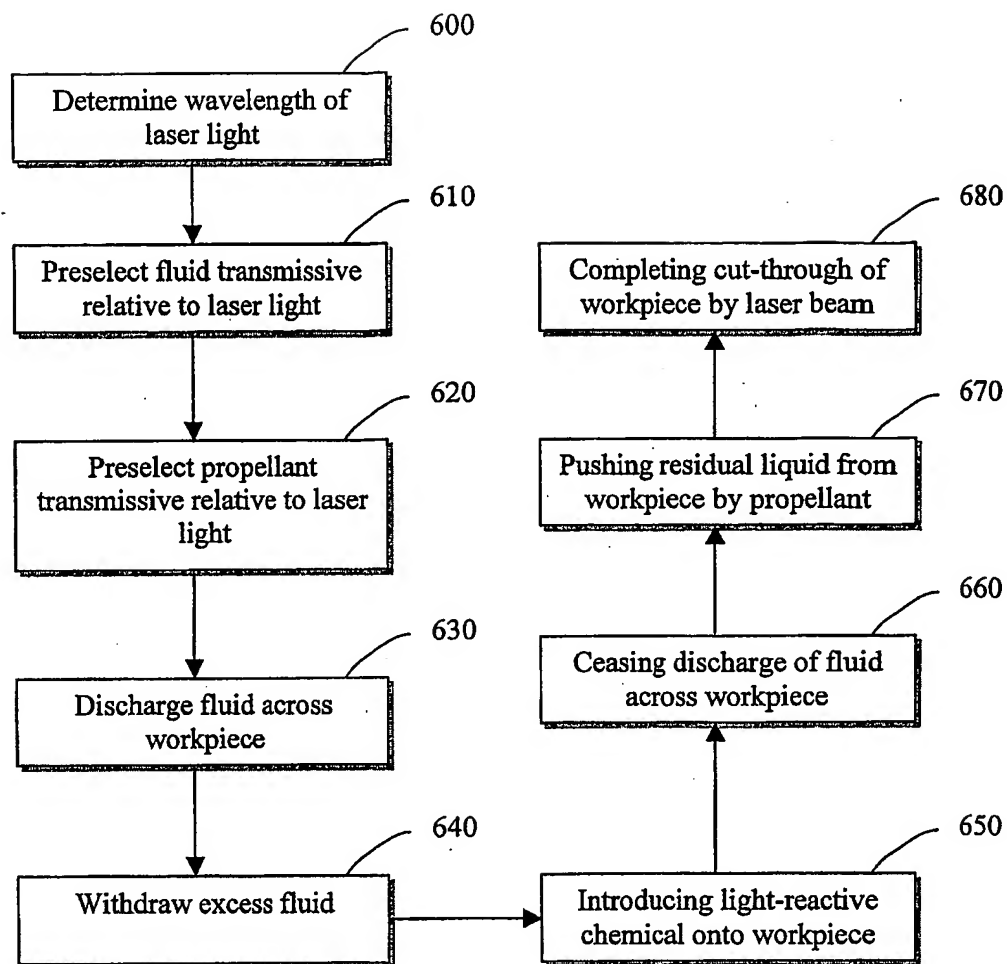 600
Determine wavelength of
laser light
610
Preselect fluid transmissive
relative to laser light
620
Preselect propellant
transmissive relative to laser
light
630
Discharge fluid across
workpiece
640
Withdraw excess fluid
650
Introducing light-reactive
chemical onto workpiece
660
Ceasing discharge of fluid
across workpiece
670
Pushing residual liquid from
workpiece by propellant
680
Completing cut-through of
workpiece by laser beam